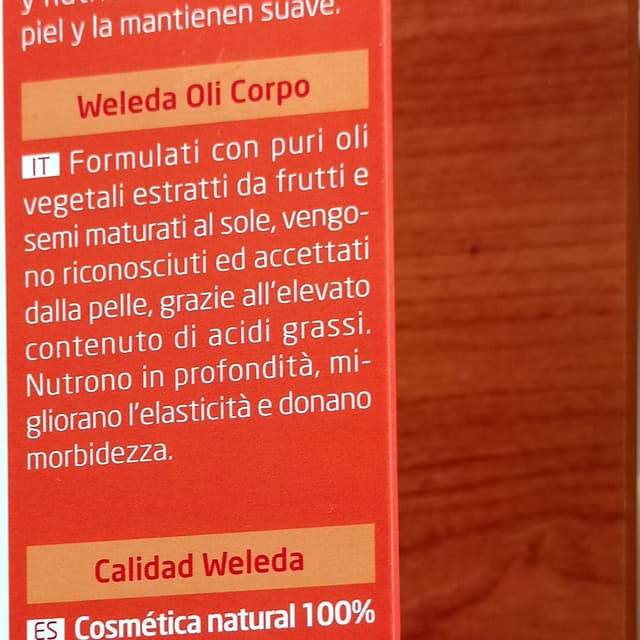 piel y la mantienen suave.
Weleda Oli Corpo
IT Formulati con puri oli
vegetali estratti da frutti e
semi maturati al sole, vengo-
no riconosciuti ed accettati
dalla pelle, grazie all'elevato
contenuto di acidi grassi.
Nutrono in profondità, mi-
gliorano l'elasticità e donano
morbidezza.
Calidad Weleda
ES Cosmética natural 100%